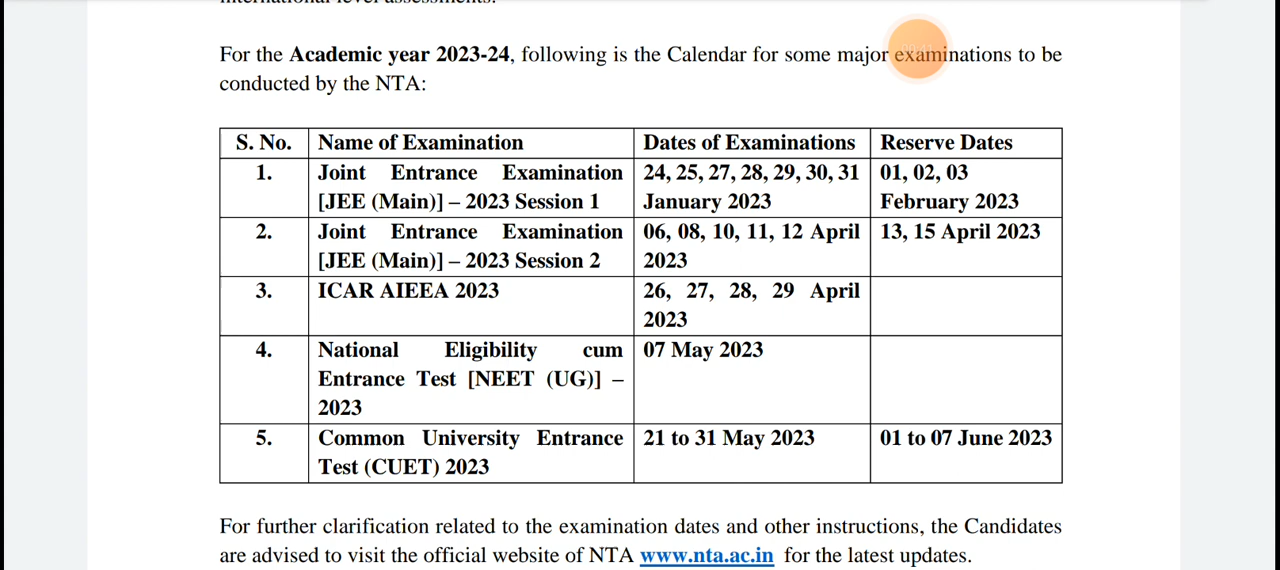 international level assessments.
For the Academic year 2023-24, following is the Calendar for some major examinations to be
conducted by the NTA:
S. No. Name of Examination Dates of Examinations Reserve Dates
1. Joint Entrance Examination 24, 25, 27, 28, 29, 30, 31 01, 02, 03
[JEE (Main)] – 2023 Session 1 January 2023 February 2023
2. Joint Entrance Examination 06, 08, 10, 11, 12 April 13, 15 April 2023
[JEE (Main)] – 2023 Session 2 2023
3. ICAR AIEEA 2023 26, 27, 28, 29 April
2023
4. National Eligibility cum 07 May 2023
Entrance Test [NEET (UG)] –
2023
5. Common University Entrance 21 to 31 May 2023 01 to 07 June 2023
Test (CUET) 2023
For further clarification related to the examination dates and other instructions, the Candidates
are advised to visit the official website of NTA www.nta.ac.in for the latest updates.